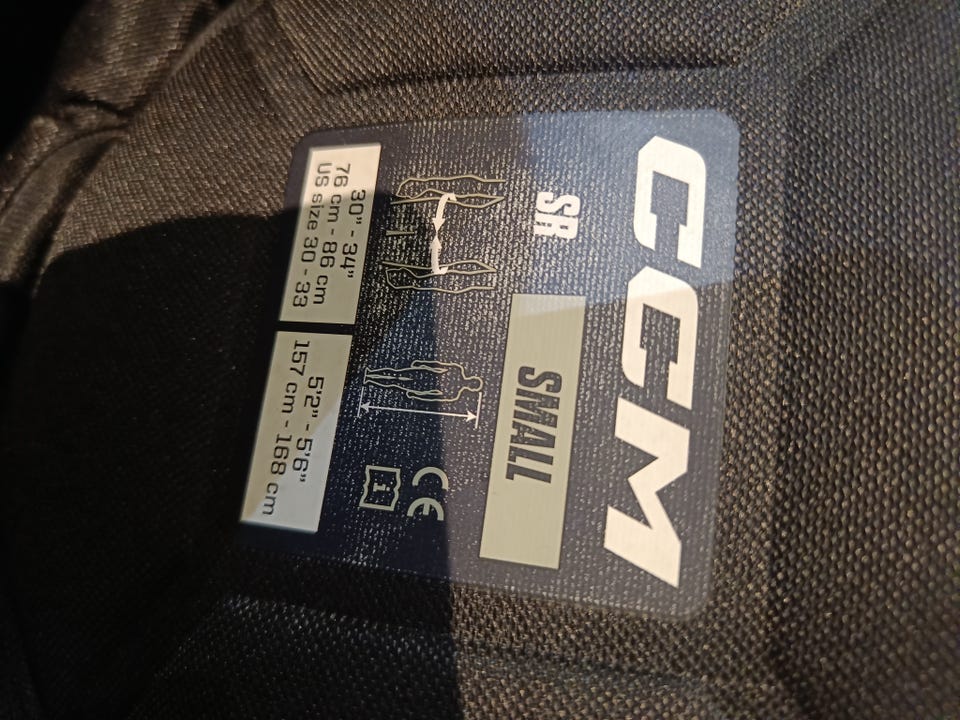 CCM
SR
SMALL
CE
i
30" - 34"
76 cm - 86 cm
US size 30 - 33
5'2" - 5'6"
157 cm - 168 cm